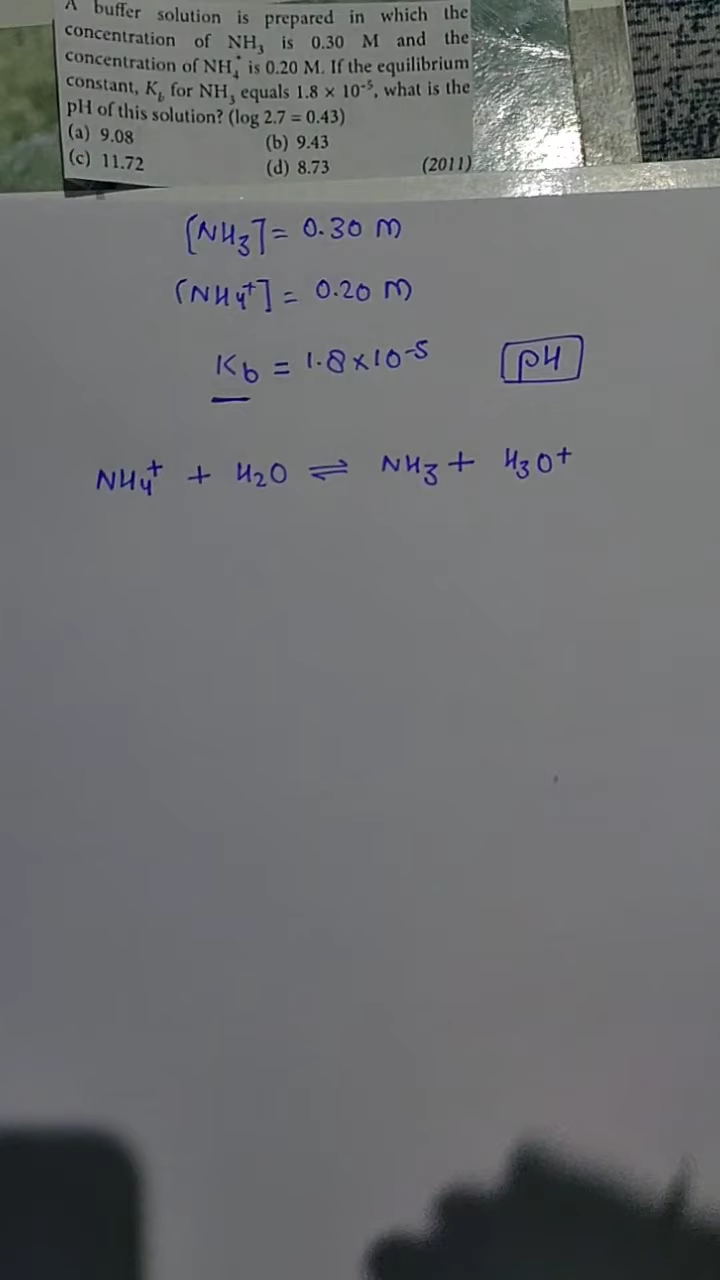 A buffer solution is prepared in which the
concentration of NH₃ is 0.30 M and the
concentration of NH₄⁺ is 0.20 M. If the equilibrium
constant, K_b for NH₃ equals 1.8 × 10⁻⁵, what is the
pH of this solution? (log 2.7 = 0.43)
(a) 9.08 (b) 9.43
(c) 11.72 (d) 8.73 (2011)
[NH₃] = 0.30 M
[NH₄⁺] = 0.20 M
K_b = 1.8×10⁻⁵ pH
NH₄⁺ + H₂O ⇌ NH₃ + H₃O⁺